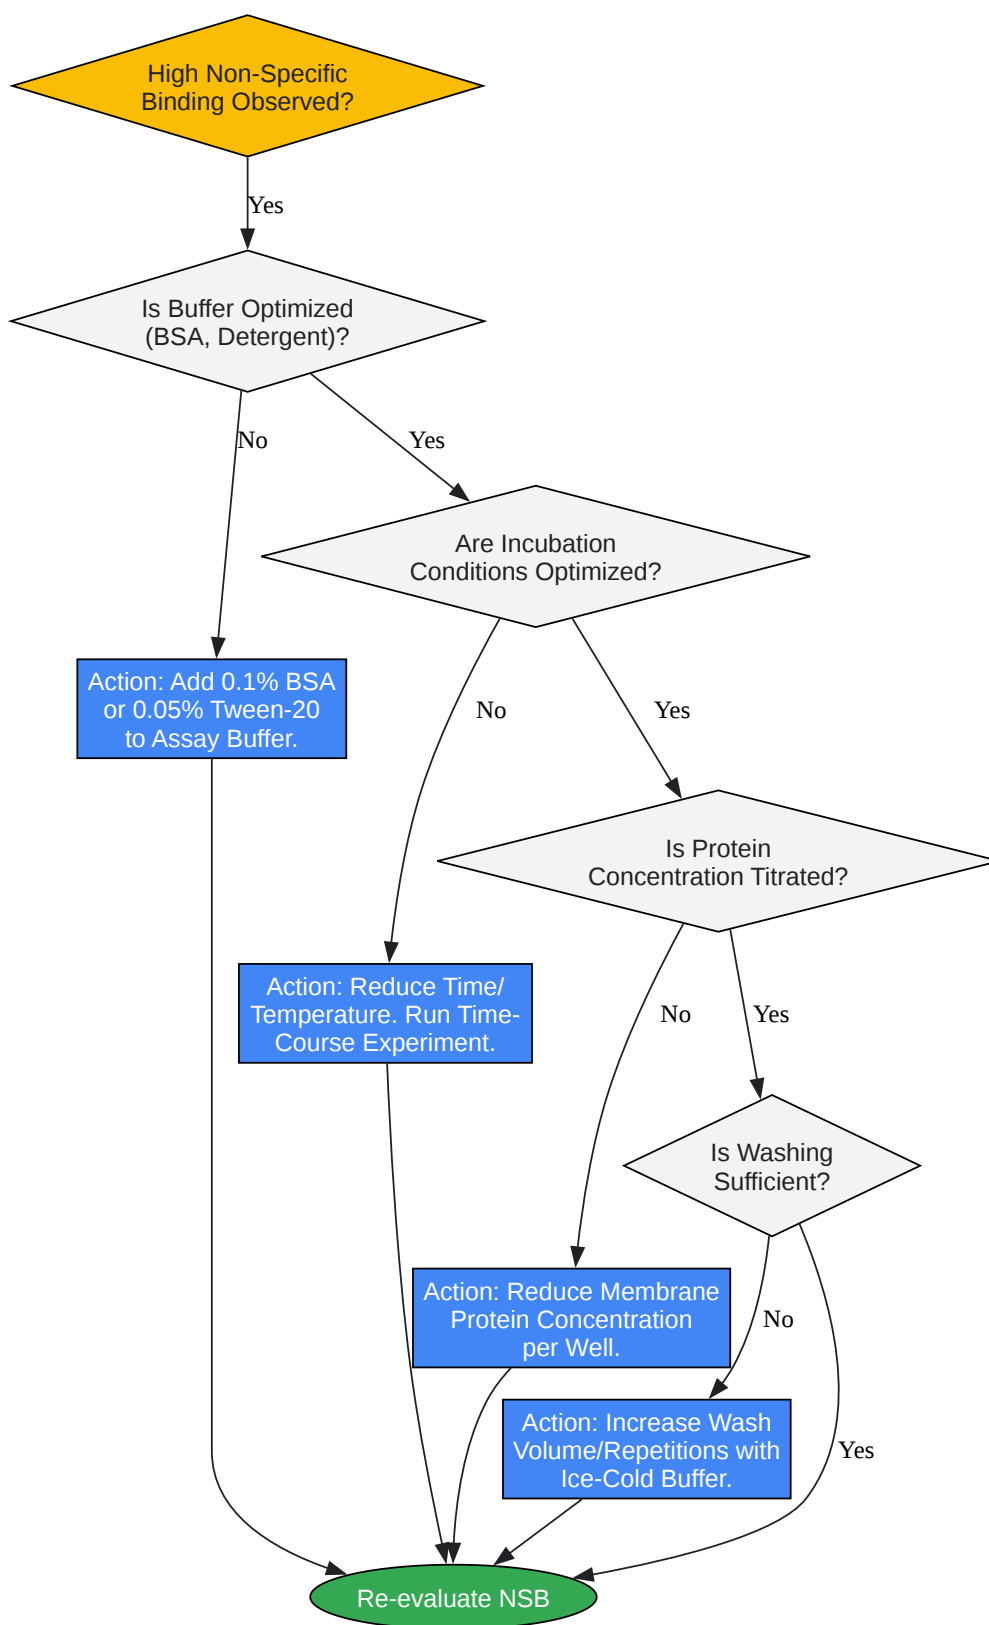 High Non-Specific
Binding Observed?
Yes
Is Buffer Optimized
(BSA, Detergent)?
No
Yes
Are Incubation
Conditions Optimized?
Action: Add 0.1% BSA
or 0.05% Tween-20
to Assay Buffer.
No
Yes
Is Protein
Concentration Titrated?
Action: Reduce Time/
Temperature. Run Time-
Course Experiment.
No
Yes
Is Washing
Sufficient?
Action: Reduce Membrane
Protein Concentration
per Well.
No
Action: Increase Wash
Volume/Repetitions with
Ice-Cold Buffer.
Yes
Re-evaluate NSB